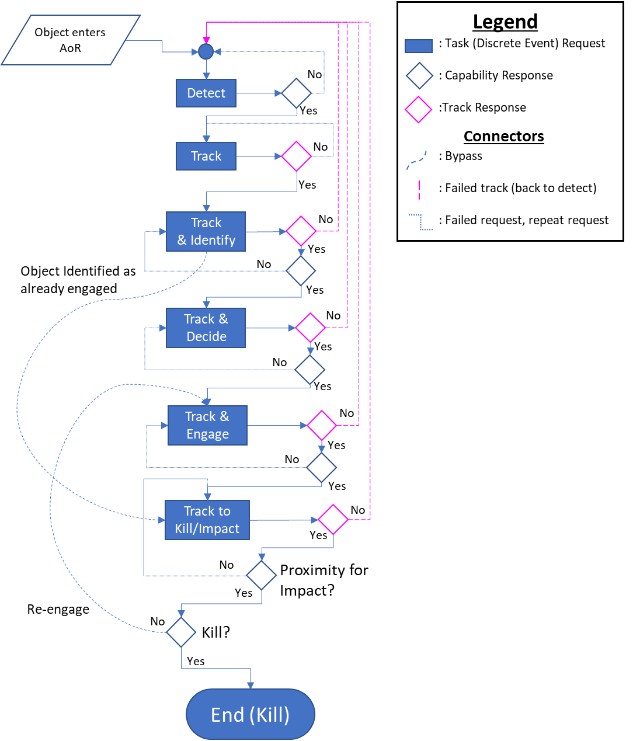 Object enters
AoR
No
Detect
Yes
Track
No
Yes
Track
& Identify
No
Yes
No
Yes
Object Identified as
already engaged
Track &
Decide
No
Yes
No
Yes
Track &
Engage
No
Yes
No
Yes
Track to
Kill/Impact
No
Yes
No
Proximity for
Impact?
Yes
Re-engage
No
Kill?
Yes
End (Kill)
Legend
: Task (Discrete Event) Request
: Capability Response
:Track Response
Connectors
: Bypass
: Failed track (back to detect)
: Failed request, repeat request